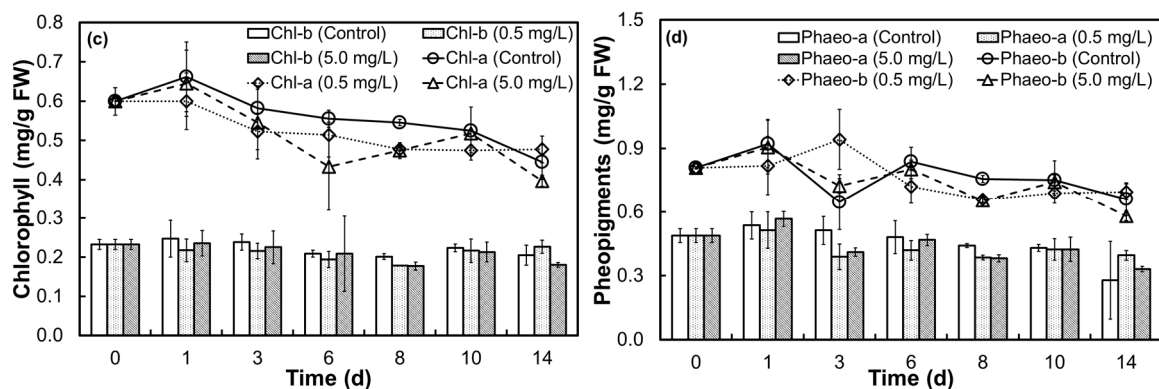 (c)
Chl-b (Control) Chl-b (0.5 mg/L)
Chl-b (5.0 mg/L) Chl-a (Control)
Chl-a (0.5 mg/L) Chl-a (5.0 mg/L)
Chlorophyll (mg/g FW)
0.8
0.7
0.6
0.5
0.4
0.3
0.2
0.1
0.0
0 1 3 6 8 10 14
Time (d)
(d)
Phaeo-a (Control) Phaeo-a (0.5 mg/L)
Phaeo-a (5.0 mg/L) Phaeo-b (Control)
Phaeo-b (0.5 mg/L) Phaeo-b (5.0 mg/L)
Pheopigments (mg/g FW)
1.5
1.2
0.9
0.6
0.3
0.0
0 1 3 6 8 10 14
Time (d)